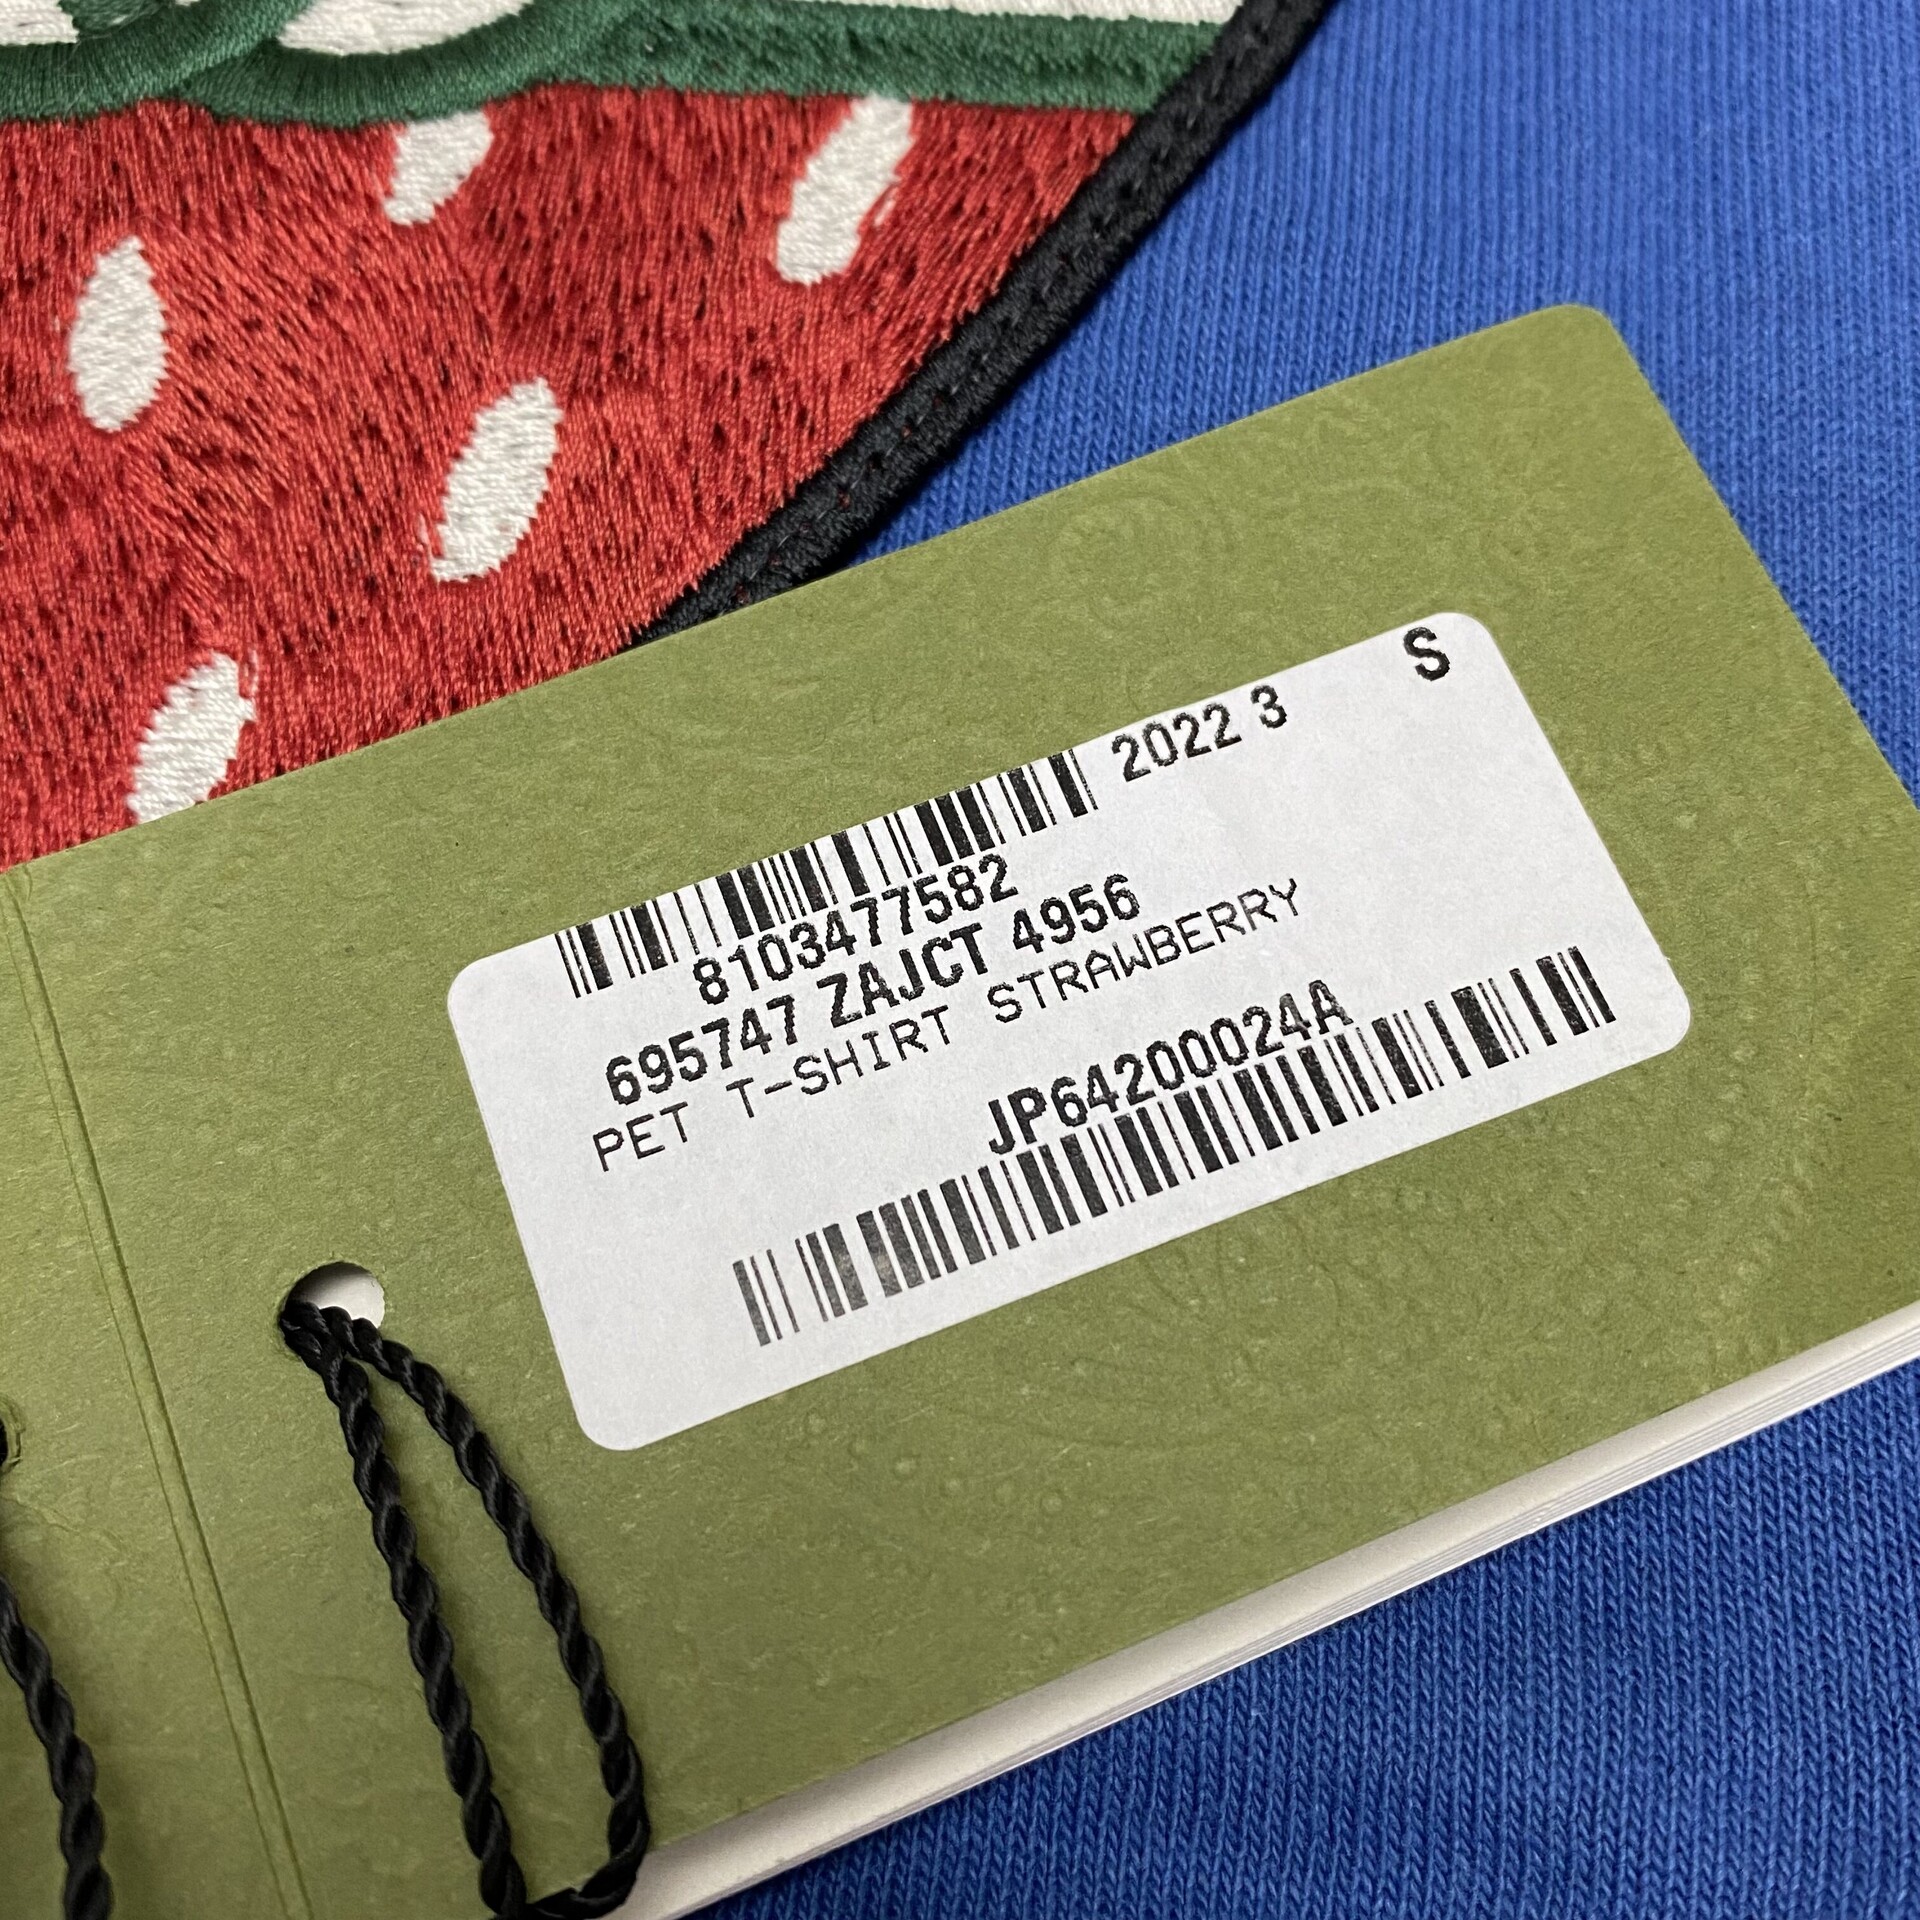 S
2022 3
8103477582
695747 ZAJCT 4956
PET T-SHIRT STRAWBERRY
JP64200024A